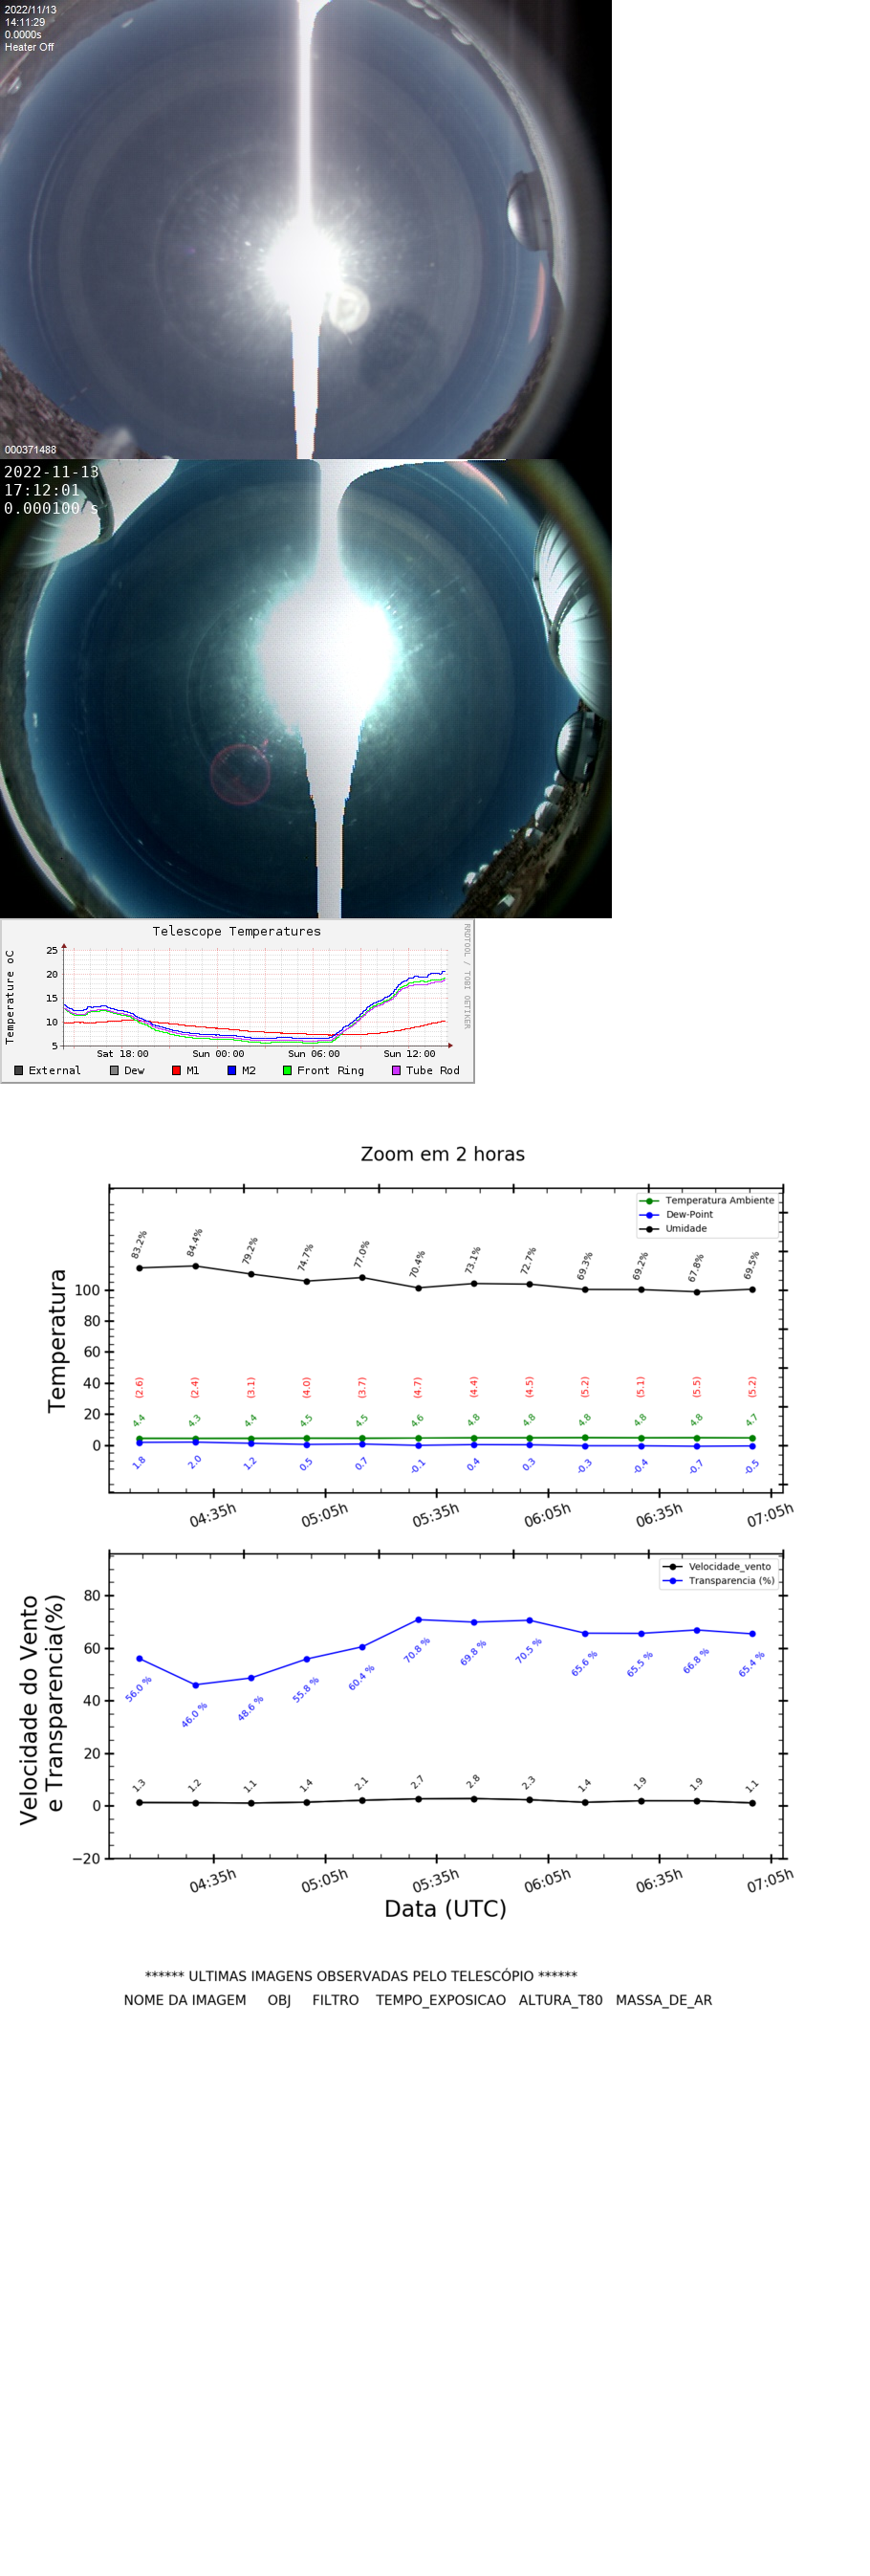 2022/11/13
14:11:29
0.0000s
Heater Off
000371488
2022-11-13
17:12:01
0.000100 s
Telescope Temperatures
RRDTOOL / TOBI OETIKER
Temperature oC
25
20
15
10
5
Sat 18:00 Sun 00:00 Sun 06:00 Sun 12:00
External Dew M1 M2 Front Ring Tube Rod
Zoom em 2 horas
Temperatura Ambiente
Dew-Point
Umidade
Temperatura
83.2% 84.4% 79.2% 74.7% 77.0% 70.4% 73.1% 72.7% 69.3% 69.2% 67.8% 69.5%
100
80
60
40
20
0
(2.6) (2.4) (3.1) (4.0) (3.7) (4.7) (4.4) (4.5) (5.2) (5.1) (5.5) (5.2)
4.4 4.3 4.4 4.5 4.5 4.6 4.8 4.8 4.8 4.8 4.8 4.7
1.8 2.0 1.2 0.5 0.7 -0.1 0.4 0.3 -0.3 -0.4 -0.7 -0.5
04:35h 05:05h 05:35h 06:05h 06:35h 07:05h
Velocidade_vento
Transparencia (%)
Velocidade do Vento
e Transparencia(%)
80
60
40
20
0
−20
56.0 % 46.0 % 48.6 % 55.8 % 60.4 % 70.8 % 69.8 % 70.5 % 65.6 % 65.5 % 66.8 % 65.4 %
1.3 1.2 1.1 1.4 2.1 2.7 2.8 2.3 1.4 1.9 1.9 1.1
04:35h 05:05h 05:35h 06:05h 06:35h 07:05h
Data (UTC)
****** ULTIMAS IMAGENS OBSERVADAS PELO TELESCÓPIO ******
NOME DA IMAGEM OBJ FILTRO TEMPO_EXPOSICAO ALTURA_T80 MASSA_DE_AR